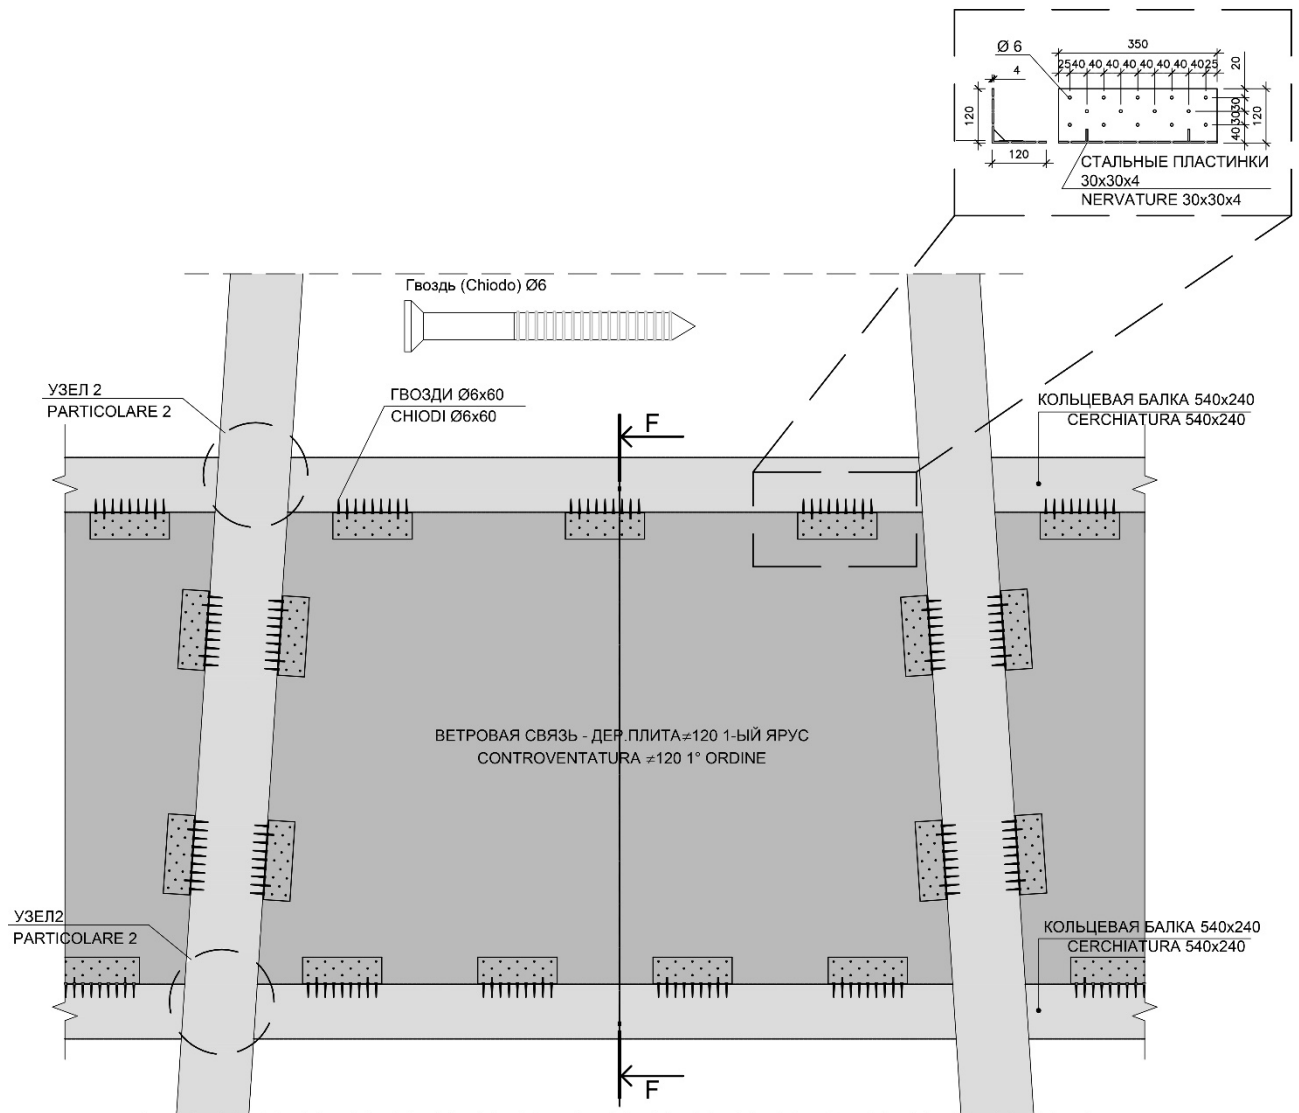 350
Ø 6
25 40 40 40 40 40 40 40 40 25
20
4
120
30
30
40
120
120
СТАЛЬНЫЕ ПЛАСТИНКИ
30x30x4
NERVATURE 30x30x4
Гвоздь (Chiodo) Ø6
УЗЕЛ 2
PARTICOLARE 2
ГВОЗДИ Ø6x60
CHIODI Ø6x60
F
КОЛЬЦЕВАЯ БАЛКА 540x240
CERCHIATURA 540x240
ВЕТРОВАЯ СВЯЗЬ - ДЕР.ПЛИТА≠120 1-ЫЙ ЯРУС
CONTROVENTATURA ≠120 1° ORDINE
УЗЕЛ2
PARTICOLARE 2
КОЛЬЦЕВАЯ БАЛКА 540x240
CERCHIATURA 540x240
F